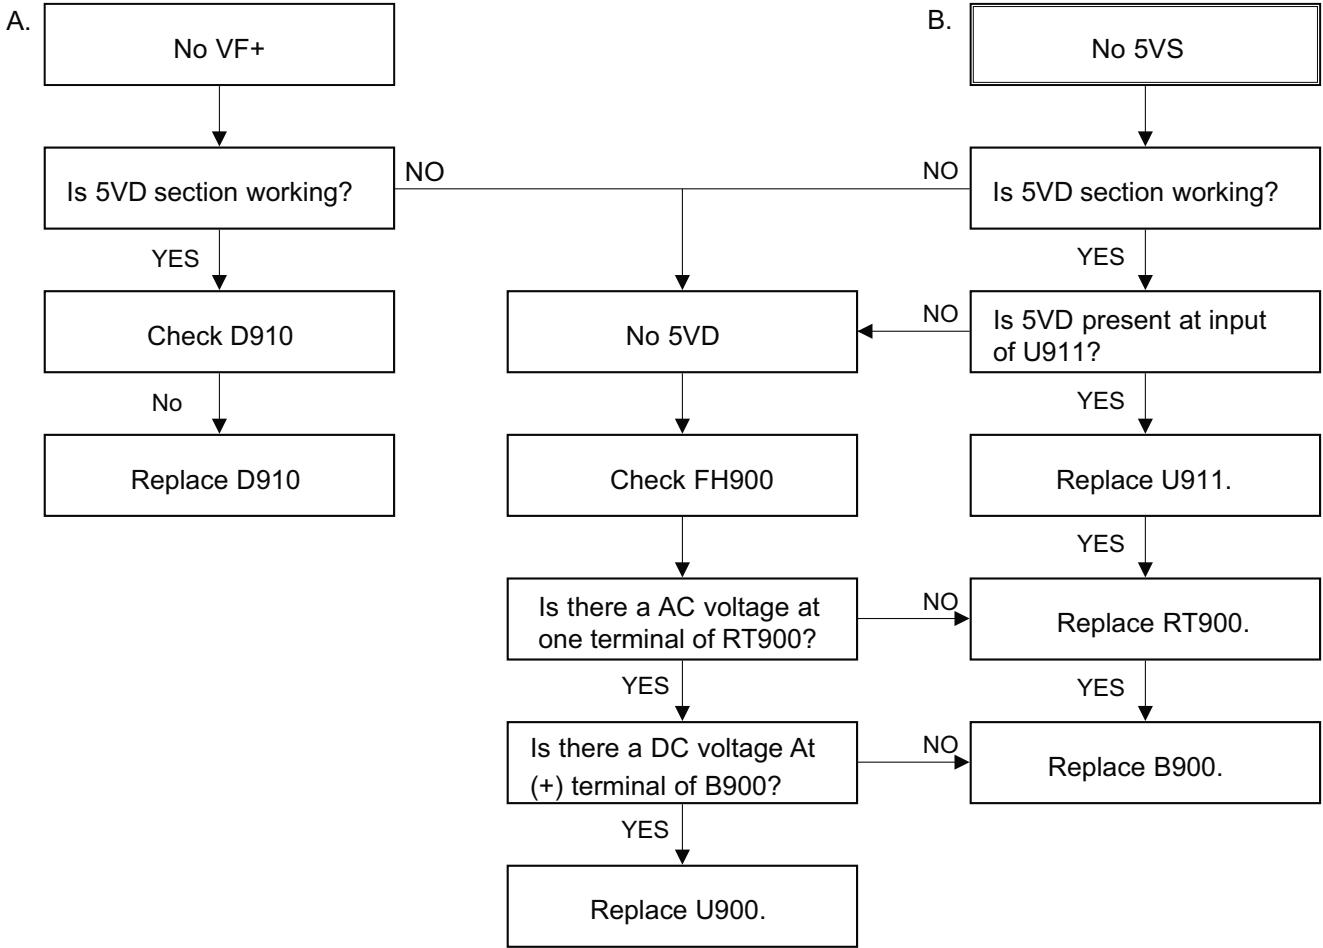 A.
No VF+
Is 5VD section working?
NO
YES
Check D910
No
Replace D910
B.
No 5VS
NO
Is 5VD section working?
YES
NO
Is 5VD present at input
of U911?
YES
Replace U911.
YES
Replace RT900.
YES
Replace B900.
No 5VD
Check FH900
Is there a AC voltage at
one terminal of RT900?
NO
YES
Is there a DC voltage At
(+) terminal of B900?
NO
YES
Replace U900.